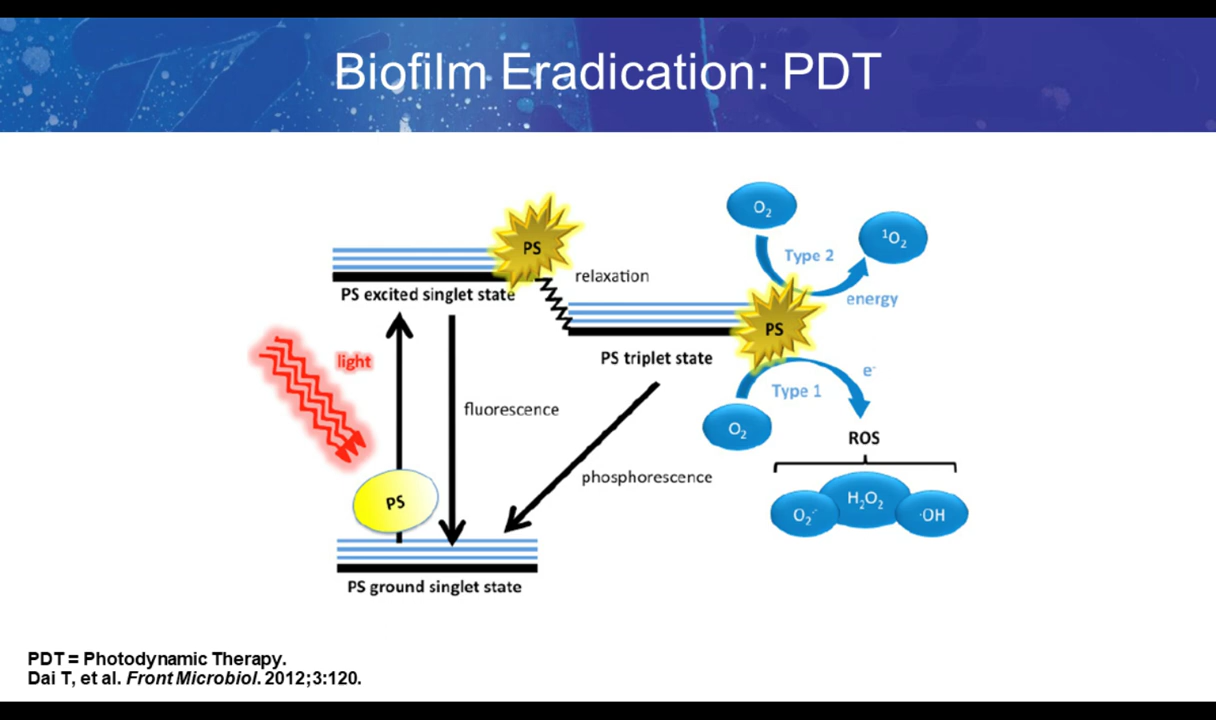 Biofilm Eradication: PDT
O₂
¹O₂
Type 2
energy
PS
relaxation
PS excited singlet state
PS
PS triplet state
light
e⁻
Type 1
O₂
fluorescence
ROS
phosphorescence
PS
O₂·⁻
H₂O₂
·OH
PS ground singlet state
PDT = Photodynamic Therapy.
Dai T, et al. Front Microbiol. 2012;3:120.